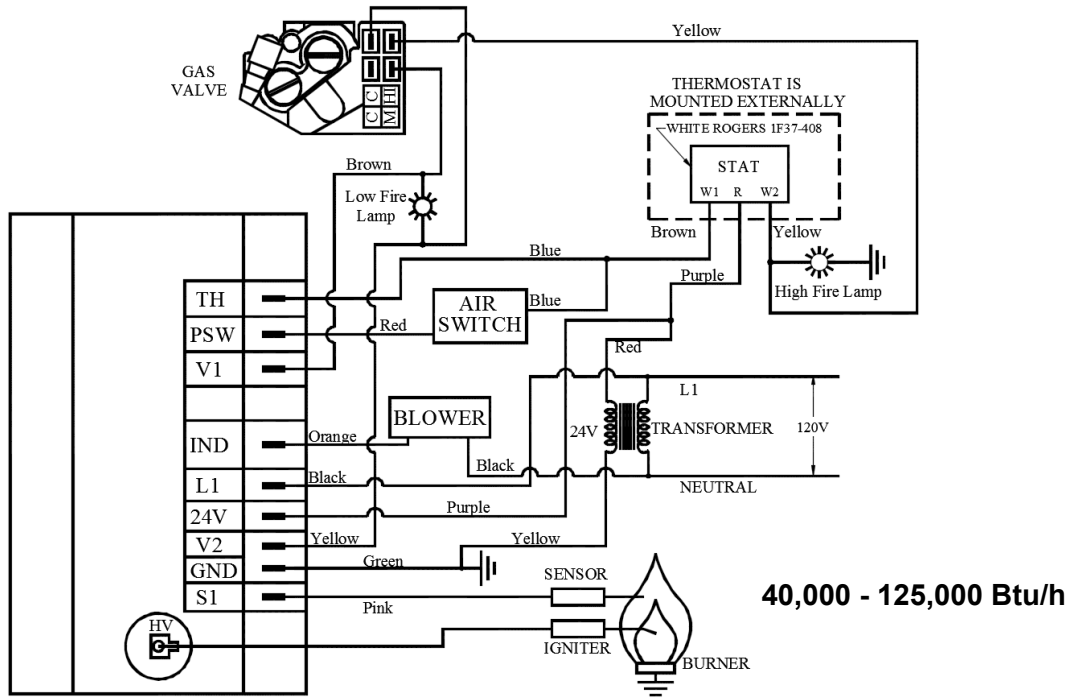 GAS
VALVE
C C
M HI
Yellow
THERMOSTAT IS
MOUNTED EXTERNALLY
WHITE ROGERS 1F37-408
STAT
W1 R W2
Brown
Yellow
Purple
High Fire Lamp
Brown
Low Fire
Lamp
Blue
Blue
AIR
SWITCH
Red
Red
TH
PSW
V1
IND
L1
24V
V2
GND
S1
HV
Orange
BLOWER
Black
Black
Purple
Yellow
Yellow
Green
Pink
L1
24V
TRANSFORMER
120V
NEUTRAL
SENSOR
IGNITER
BURNER
40,000 - 125,000 Btu/h